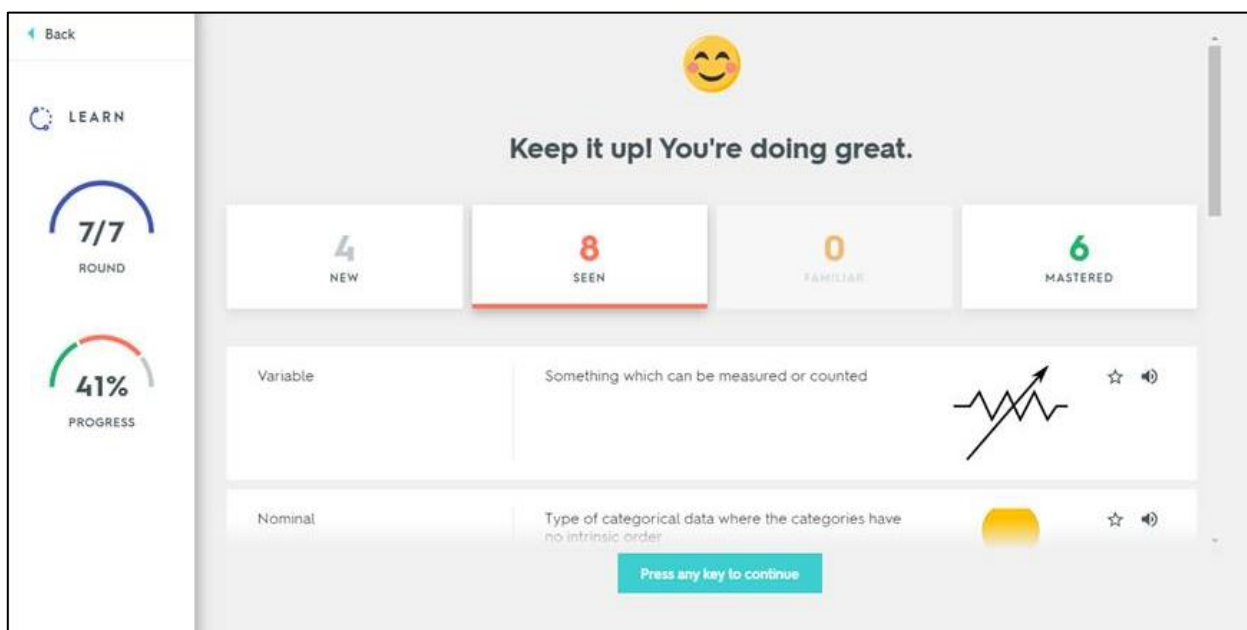 Back
LEARN
7/7
ROUND
41%
PROGRESS
Keep it up! You're doing great.
4
NEW
8
SEEN
0
FAMILIAR
6
MASTERED
Variable
Something which can be measured or counted
Nominal
Type of categorical data where the categories have
no intrinsic order
Press any key to continue